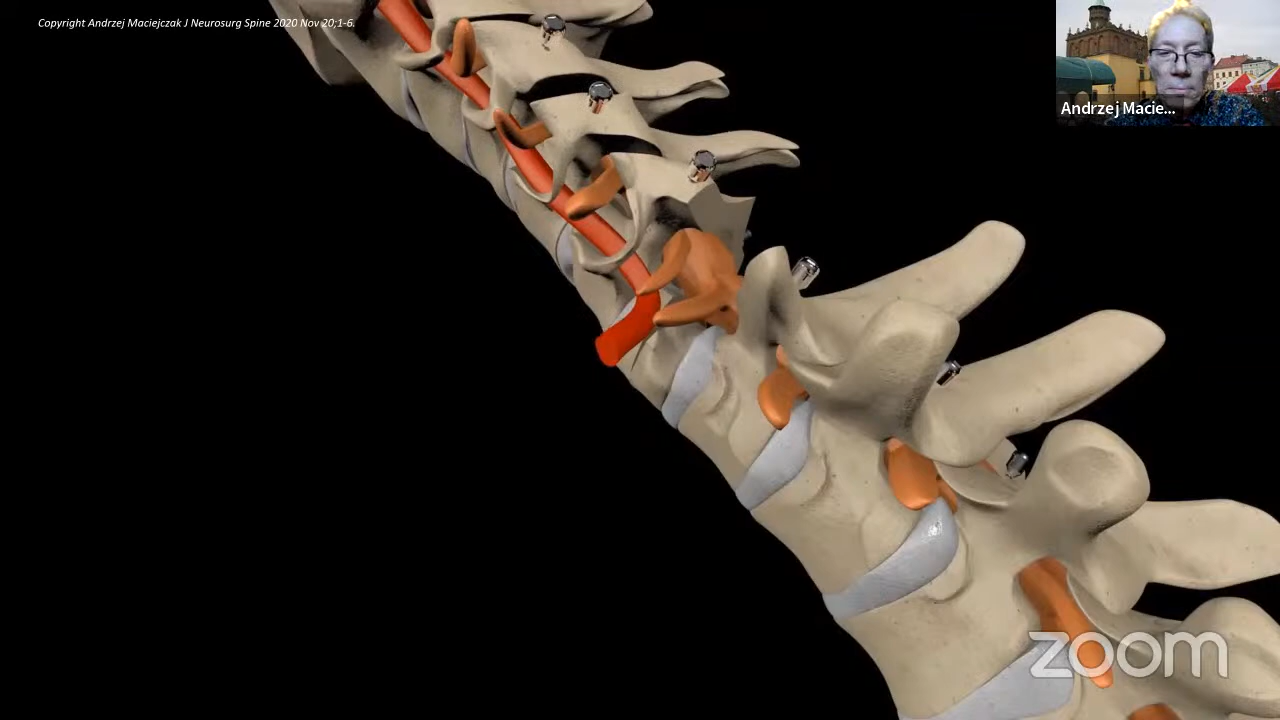 Copyright Andrzej Maciejczak J Neurosurg Spine 2020 Nov 20;1-6.
Andrzej Macie...
zoom